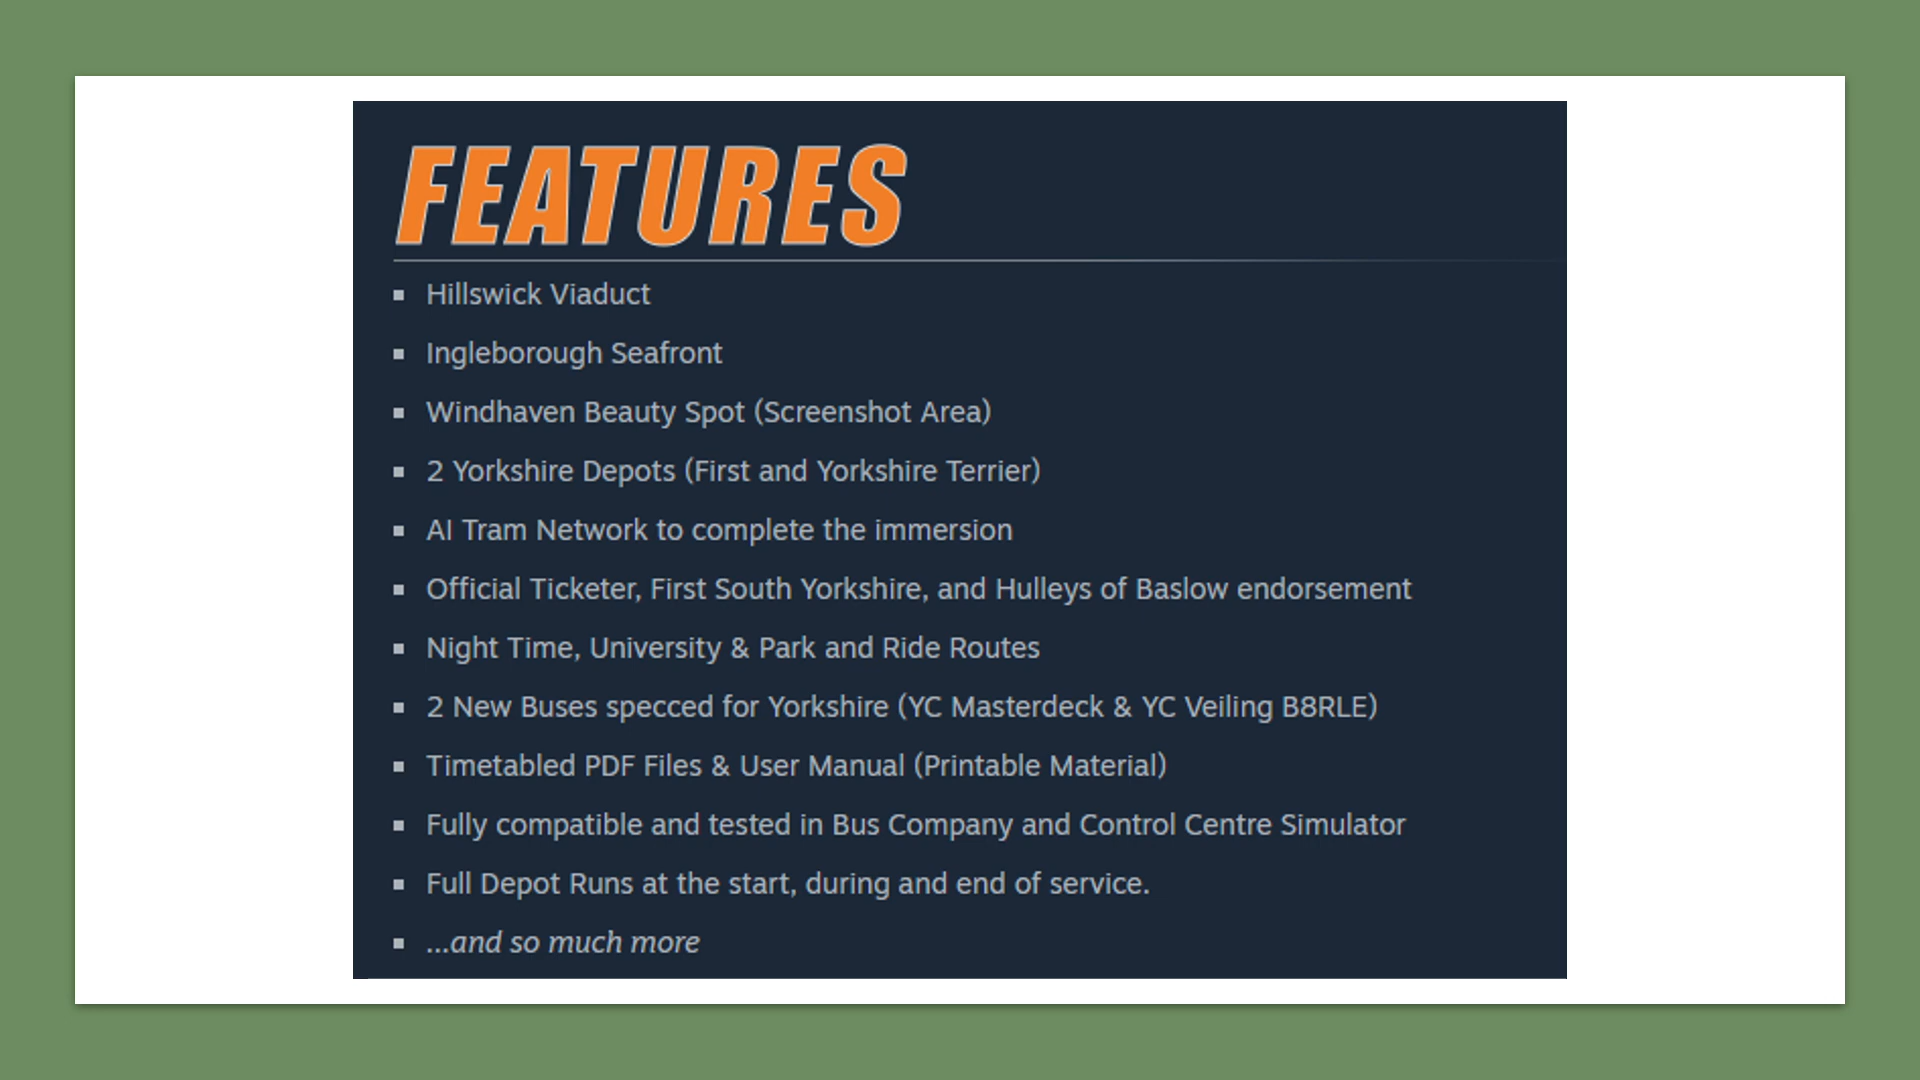 FEATURES
▪ Hillswick Viaduct
▪ Ingleborough Seafront
▪ Windhaven Beauty Spot (Screenshot Area)
▪ 2 Yorkshire Depots (First and Yorkshire Terrier)
▪ AI Tram Network to complete the immersion
▪ Official Ticketer, First South Yorkshire, and Hulleys of Baslow endorsement
▪ Night Time, University & Park and Ride Routes
▪ 2 New Buses specced for Yorkshire (YC Masterdeck & YC Veiling B8RLE)
▪ Timetabled PDF Files & User Manual (Printable Material)
▪ Fully compatible and tested in Bus Company and Control Centre Simulator
▪ Full Depot Runs at the start, during and end of service.
▪ ...and so much more